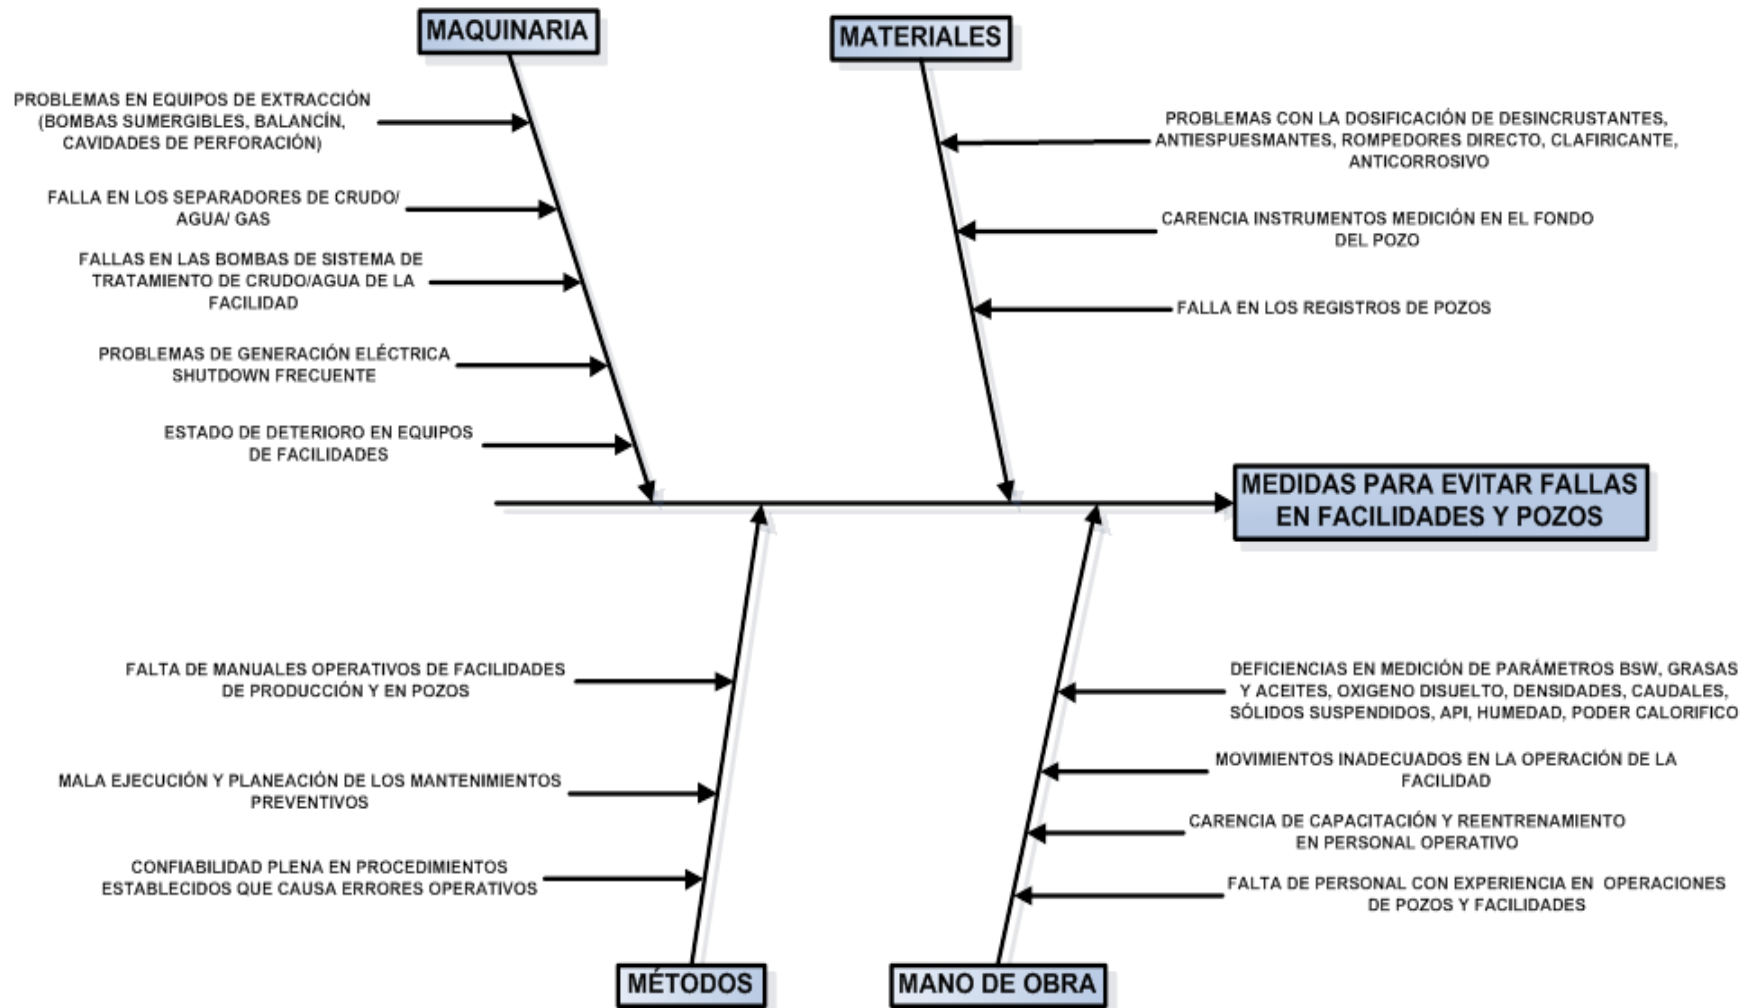 MAQUINARIA
PROBLEMAS EN EQUIPOS DE EXTRACCIÓN
(BOMBAS SUMERGIBLES, BALANCÍN,
CAVIDADES DE PERFORACIÓN)
FALLA EN LOS SEPARADORES DE CRUDO/
AGUA/ GAS
FALLAS EN LAS BOMBAS DE SISTEMA DE
TRATAMIENTO DE CRUDO/AGUA DE LA
FACILIDAD
PROBLEMAS DE GENERACIÓN ELÉCTRICA
SHUTDOWN FRECUENTE
ESTADO DE DETERIORO EN EQUIPOS
DE FACILIDADES
MATERIALES
PROBLEMAS CON LA DOSIFICACIÓN DE DESINCRUSTANTES,
ANTIESPUESMANTES, ROMPEDORES DIRECTO, CLAFIRICANTE,
ANTICORROSIVO
CARENCIA INSTRUMENTOS MEDICIÓN EN EL FONDO
DEL POZO
FALLA EN LOS REGISTROS DE POZOS
MEDIDAS PARA EVITAR FALLAS
EN FACILIDADES Y POZOS
FALTA DE MANUALES OPERATIVOS DE FACILIDADES
DE PRODUCCIÓN Y EN POZOS
MALA EJECUCIÓN Y PLANEACIÓN DE LOS MANTENIMIENTOS
PREVENTIVOS
CONFIABILIDAD PLENA EN PROCEDIMIENTOS
ESTABLECIDOS QUE CAUSA ERRORES OPERATIVOS
MÉTODOS
DEFICIENCIAS EN MEDICIÓN DE PARÁMETROS BSW, GRASAS
Y ACEITES, OXIGENO DISUELTO, DENSIDADES, CAUDALES,
SÓLIDOS SUSPENDIDOS, API, HUMEDAD, PODER CALORIFICO
MOVIMIENTOS INADECUADOS EN LA OPERACIÓN DE LA
FACILIDAD
CARENCIA DE CAPACITACIÓN Y REENTRENAMIENTO
EN PERSONAL OPERATIVO
FALTA DE PERSONAL CON EXPERIENCIA EN OPERACIONES
DE POZOS Y FACILIDADES
MANO DE OBRA